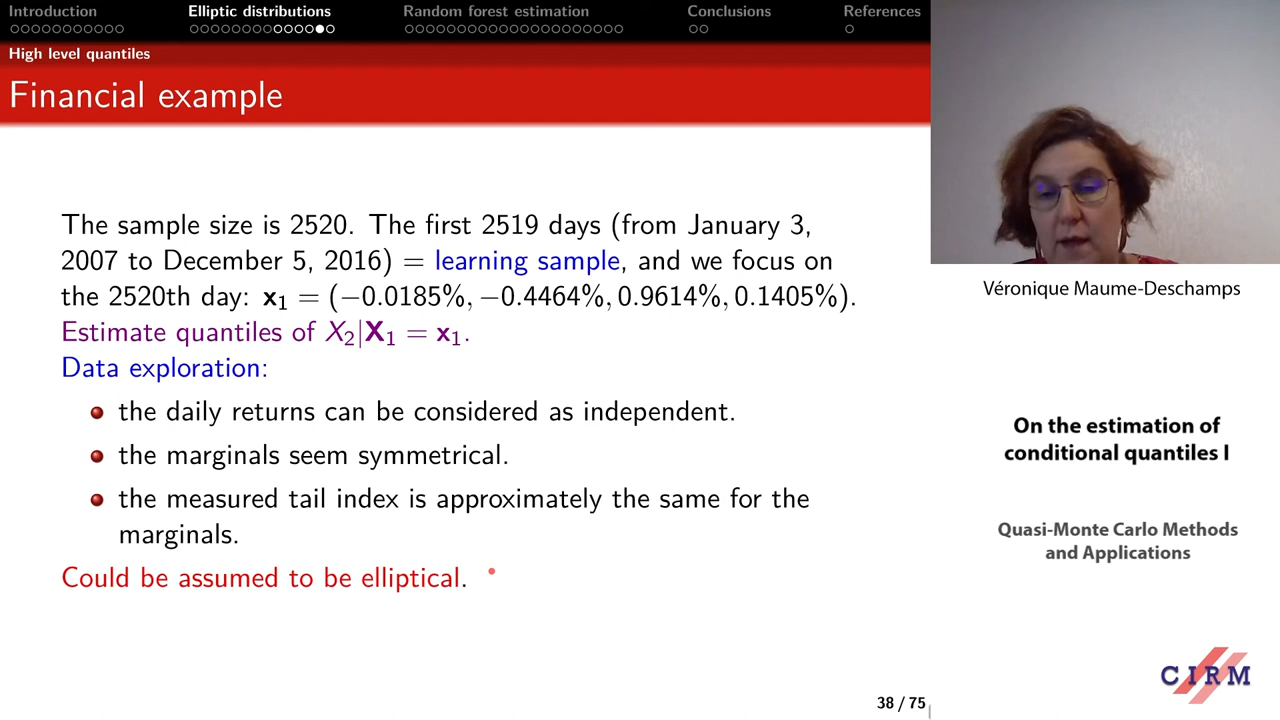 Introduction
Elliptic distributions
Random forest estimation
Conclusions
References
High level quantiles
Financial example
The sample size is 2520. The first 2519 days (from January 3,
2007 to December 5, 2016) = learning sample, and we focus on
the 2520th day: x₁ = (−0.0185%, −0.4464%, 0.9614%, 0.1405%).
Estimate quantiles of X₂|X₁ = x₁.
Data exploration:
the daily returns can be considered as independent.
the marginals seem symmetrical.
the measured tail index is approximately the same for the
marginals.
Could be assumed to be elliptical.
38 / 75
Véronique Maume-Deschamps
On the estimation of
conditional quantiles I
Quasi-Monte Carlo Methods
and Applications
CIRM